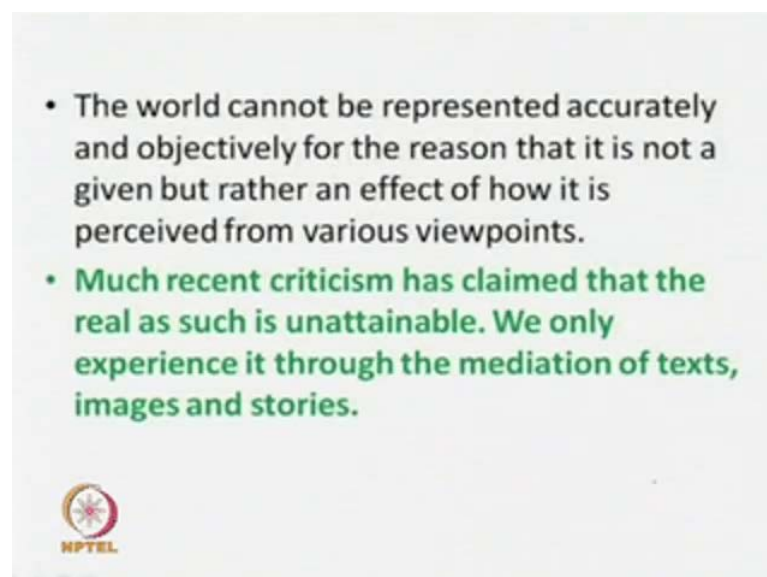 • The world cannot be represented accurately
and objectively for the reason that it is not a
given but rather an effect of how it is
perceived from various viewpoints.
• Much recent criticism has claimed that the
real as such is unattainable. We only
experience it through the mediation of texts,
images and stories.
NPTEL